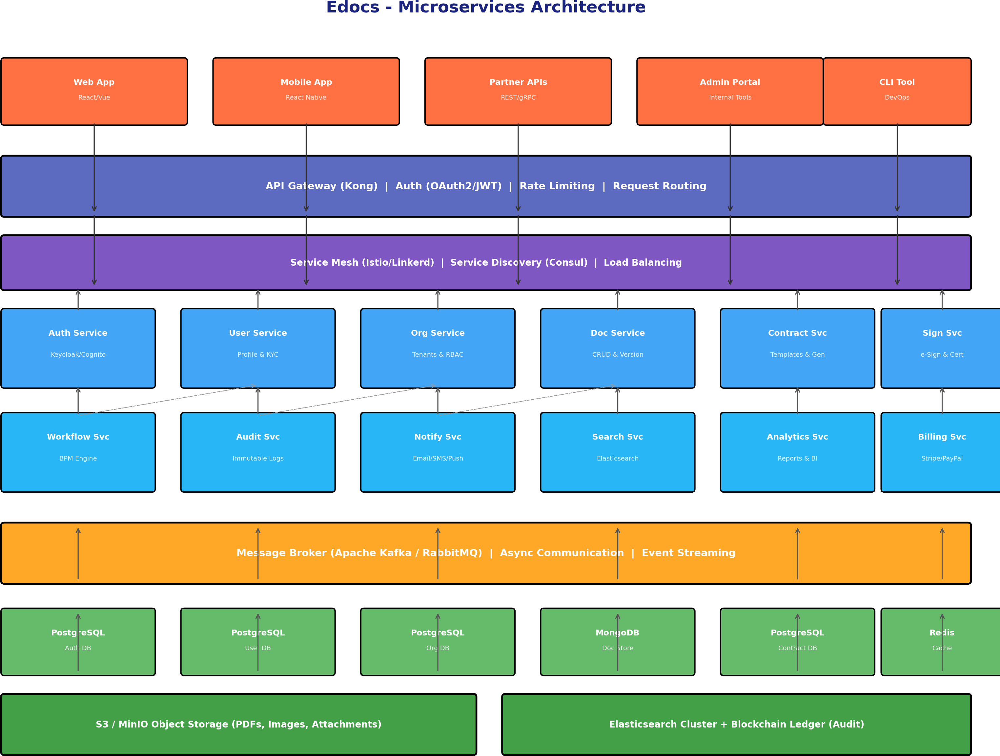 Edocs - Microservices Architecture
Web App
React/Vue
Mobile App
React Native
Partner APIs
REST/gRPC
Admin Portal
Internal Tools
CLI Tool
DevOps
API Gateway (Kong) | Auth (OAuth2/JWT) | Rate Limiting | Request Routing
Service Mesh (Istio/Linkerd) | Service Discovery (Consul) | Load Balancing
Auth Service
Keycloak/Cognito
User Service
Profile & KYC
Org Service
Tenants & RBAC
Doc Service
CRUD & Version
Contract Svc
Templates & Gen
Sign Svc
e-Sign & Cert
Workflow Svc
BPM Engine
Audit Svc
Immutable Logs
Notify Svc
Email/SMS/Push
Search Svc
Elasticsearch
Analytics Svc
Reports & BI
Billing Svc
Stripe/PayPal
Message Broker (Apache Kafka / RabbitMQ) | Async Communication | Event Streaming
PostgreSQL
Auth DB
PostgreSQL
User DB
PostgreSQL
Org DB
MongoDB
Doc Store
PostgreSQL
Contract DB
Redis
Cache
S3 / MinIO Object Storage (PDFs, Images, Attachments)
Elasticsearch Cluster + Blockchain Ledger (Audit)